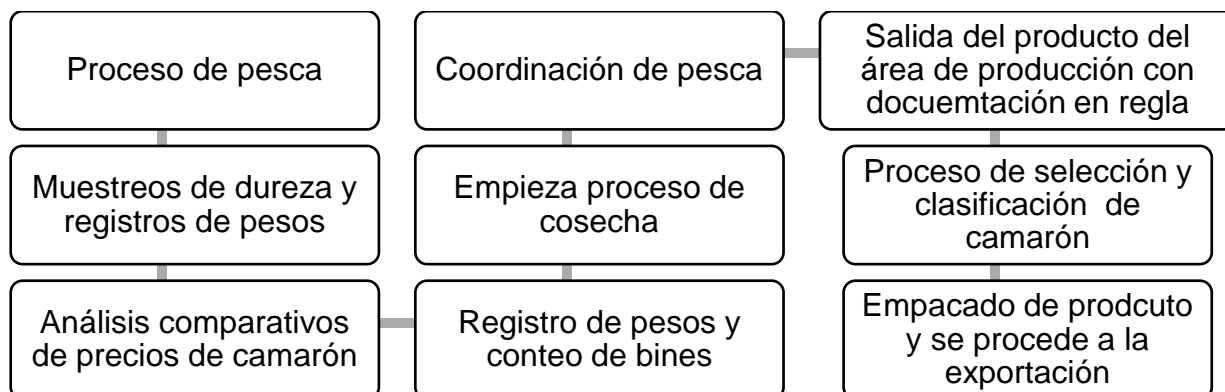 Proceso de pesca
Muestreos de dureza y
registros de pesos
Análisis comparativos
de precios de camarón
Coordinación de pesca
Empieza proceso de
cosecha
Registro de pesos y
conteo de bines
Salida del producto del
área de producción con
docuemtación en regla
Proceso de selección y
clasificación de
camarón
Empacado de prodcuto
y se procede a la
exportación